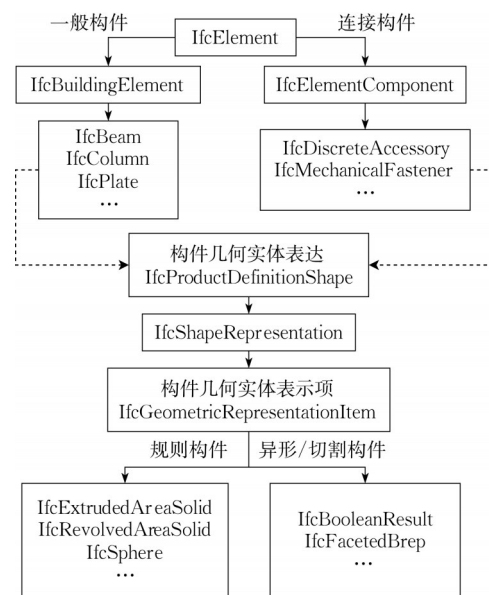 一般构件
IfcElement
连接构件
IfcBuildingElement
IfcElementComponent
IfcBeam
IfcColumn
IfcPlate
…
IfcDiscreteAccessory
IfcMechanicalFastener
…
构件几何实体表达
IfcProductDefinitionShape
IfcShapeRepresentation
构件几何实体表示项
IfcGeometricRepresentationItem
规则构件
异形/切割构件
IfcExtrudedAreaSolid
IfcRevolvedAreaSolid
IfcSphere
…
IfcBooleanResult
IfcFacetedBrep
…